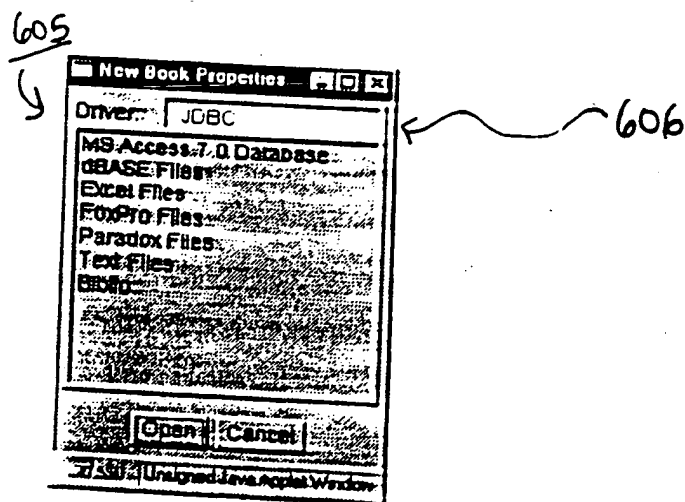 605
New Book Properties
Driver: JDBC
606
MS Access 7.0 Database
dBASE Files
Excel Files
FoxPro Files
Paradox Files
Text Files
Biblio
Open Cancel
Unsigned Java Applet Window